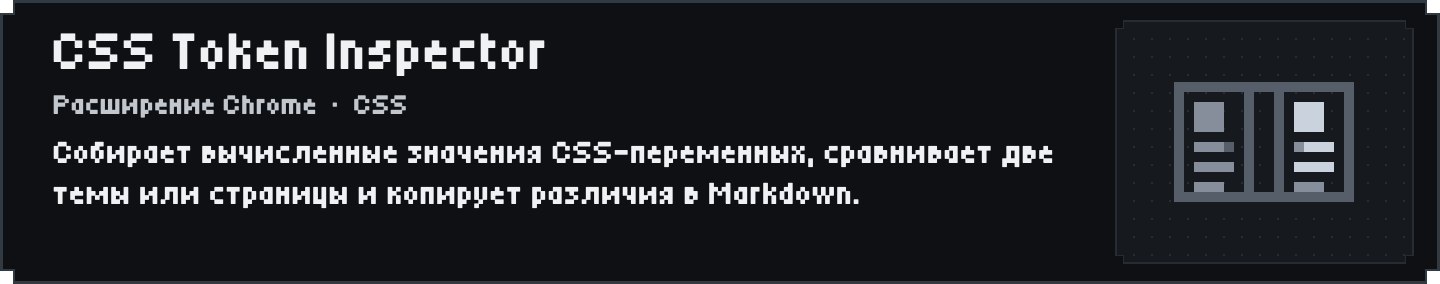 CSS Token Inspector
Расширение Chrome · CSS
Собирает вычисленные значения CSS-переменных, сравнивает две
темы или страницы и копирует различия в Markdown.